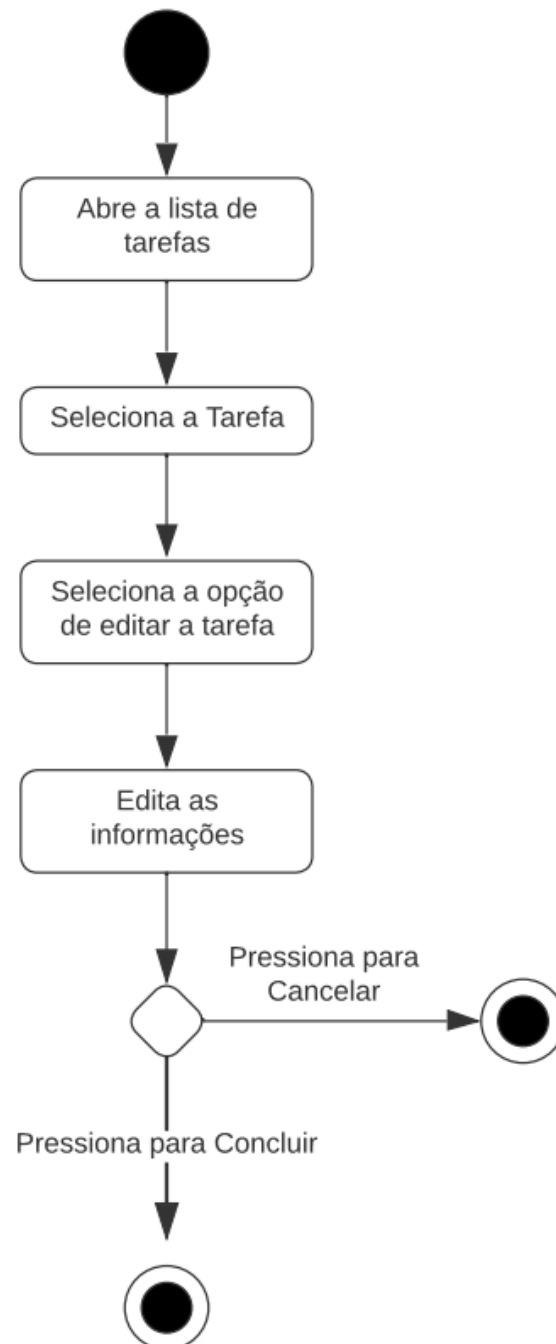 Abre a lista de
tarefas
Seleciona a Tarefa
Seleciona a opção
de editar a tarefa
Edita as
informações
Pressiona para
Cancelar
Pressiona para Concluir